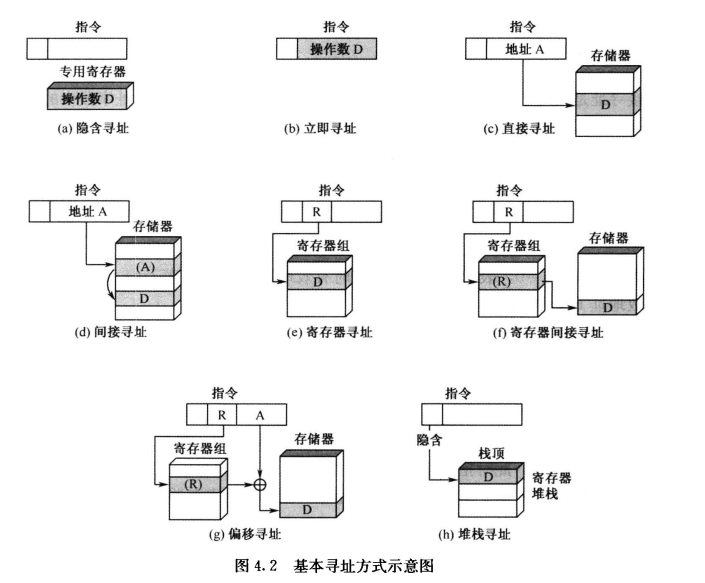 指令
专用寄存器
操作数 D
(a) 隐含寻址
指令
操作数 D
(b) 立即寻址
指令
地址 A
存储器
D
(c) 直接寻址
指令
地址 A
存储器
(A)
D
(d) 间接寻址
指令
R
寄存器组
D
(e) 寄存器寻址
指令
R
寄存器组
(R)
存储器
D
(f) 寄存器间接寻址
指令
R A
寄存器组
(R)
存储器
D
(g) 偏移寻址
指令
隐含
栈顶
D
寄存器
堆栈
(h) 堆栈寻址
图 4.2 基本寻址方式示意图